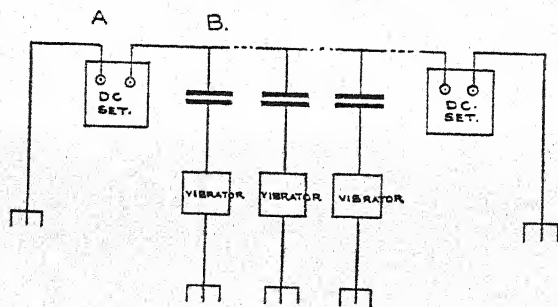 A
B.
DC
SET.
DC.
SET.
VIBRATOR
VIBRATOR
VIBRATOR